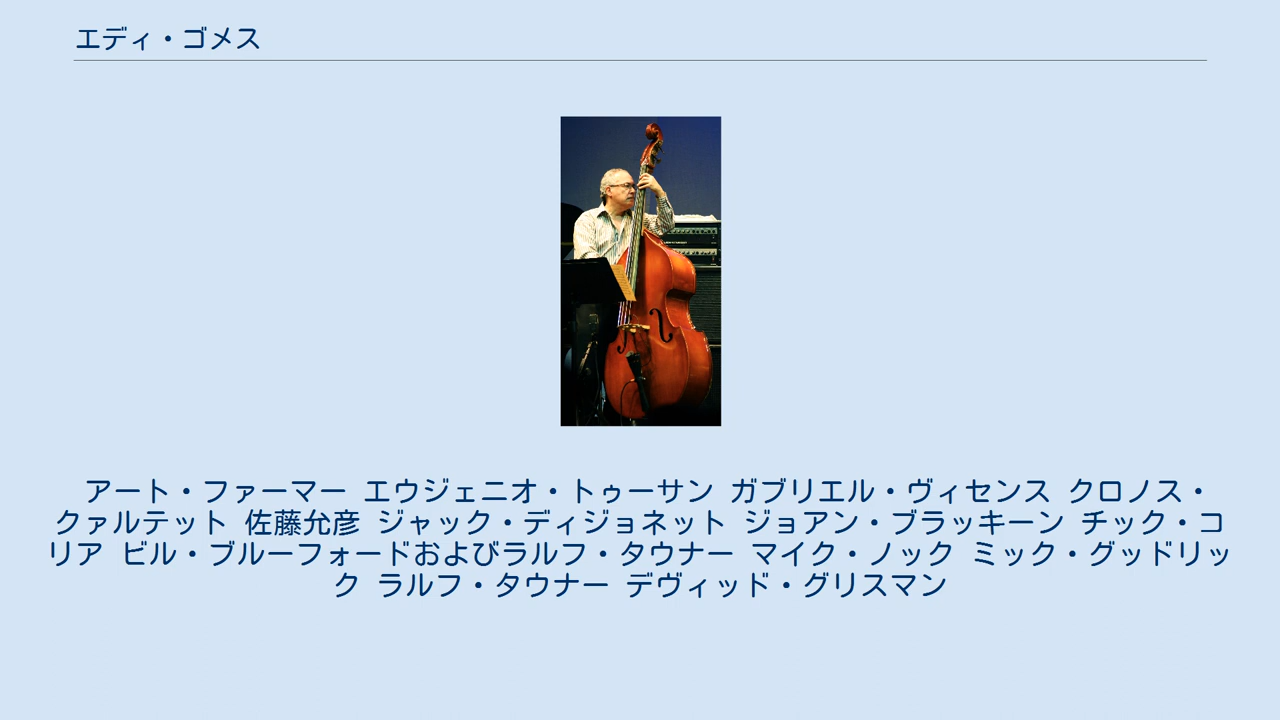 エディ・ゴメス
アート・ファーマー エウジェニオ・トゥーサン ガブリエル・ヴィセンス クロノス・
クァルテット 佐藤允彦 ジャック・ディジョネット ジョアン・ブラッキーン チック・コ
リア ビル・ブルーフォードおよびラルフ・タウナー マイク・ノック ミック・グッドリッ
ク ラルフ・タウナー デヴィッド・グリスマン